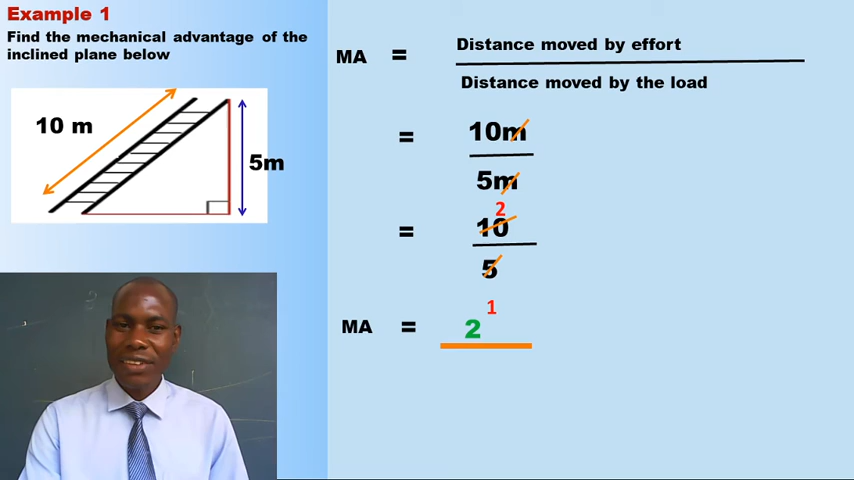 Example 1
Find the mechanical advantage of the
inclined plane below
10 m
5m
MA = Distance moved by effort
Distance moved by the load
= 10m
5m
2
= 10
5
1
MA = 2